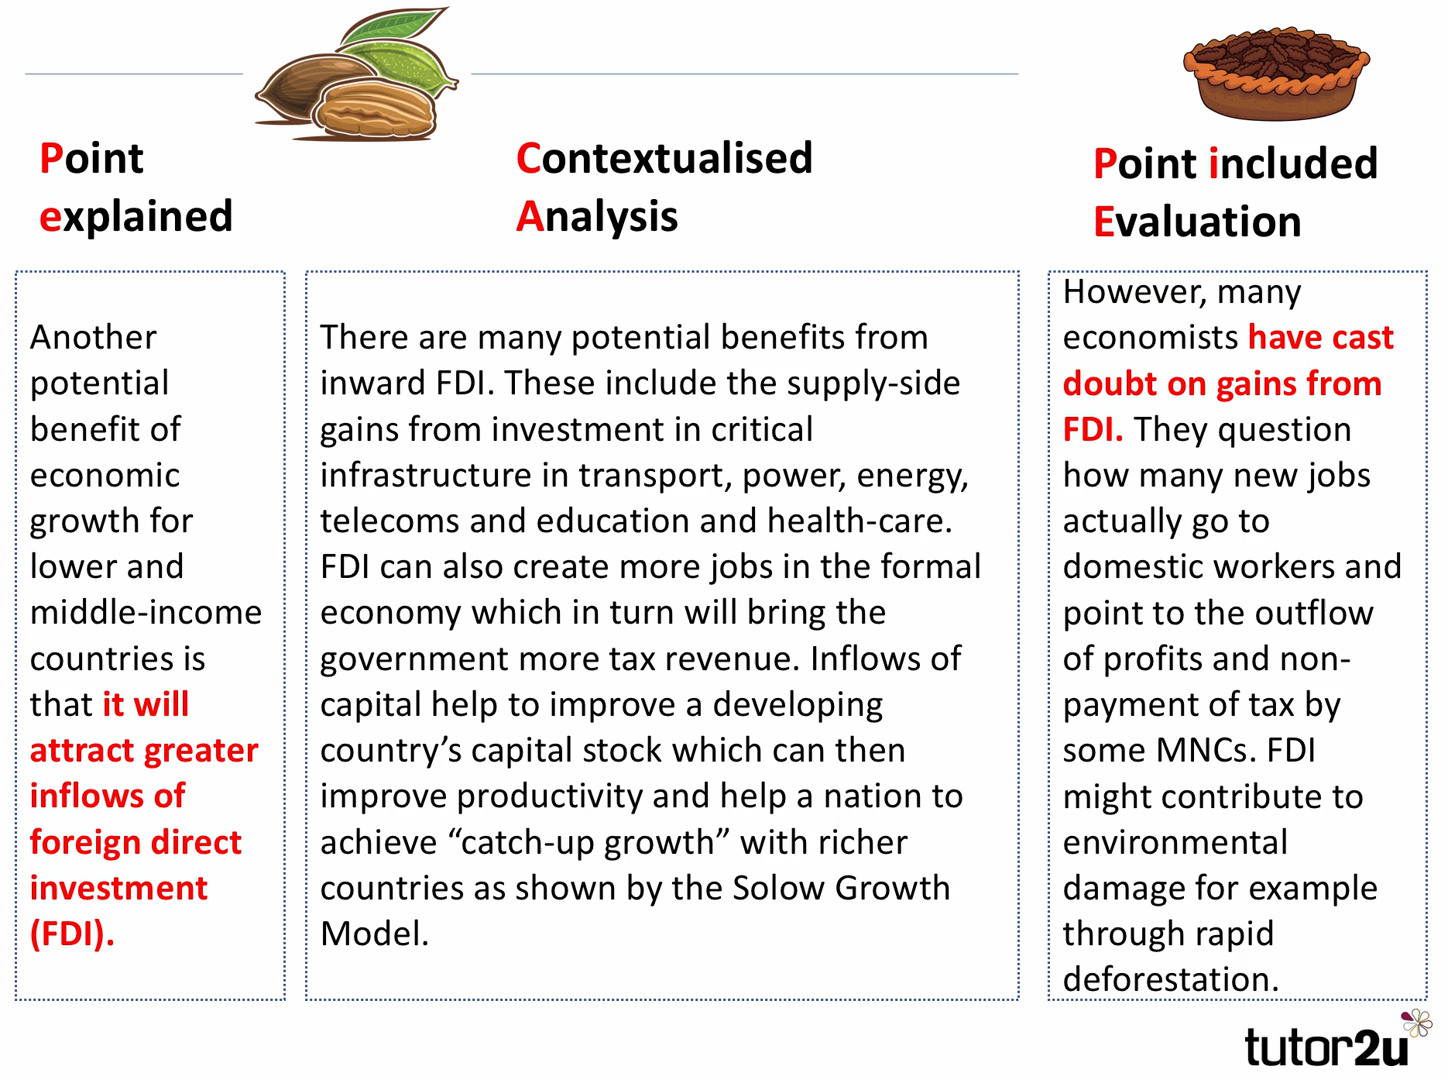 Point
explained
Contextualised
Analysis
Point included
Evaluation
Another
potential
benefit of
economic
growth for
lower and
middle-income
countries is
that it will
attract greater
inflows of
foreign direct
investment
(FDI).
There are many potential benefits from
inward FDI. These include the supply-side
gains from investment in critical
infrastructure in transport, power, energy,
telecoms and education and health-care.
FDI can also create more jobs in the formal
economy which in turn will bring the
government more tax revenue. Inflows of
capital help to improve a developing
country’s capital stock which can then
improve productivity and help a nation to
achieve “catch-up growth” with richer
countries as shown by the Solow Growth
Model.
However, many
economists have cast
doubt on gains from
FDI. They question
how many new jobs
actually go to
domestic workers and
point to the outflow
of profits and non-
payment of tax by
some MNCs. FDI
might contribute to
environmental
damage for example
through rapid
deforestation.
tutor2u